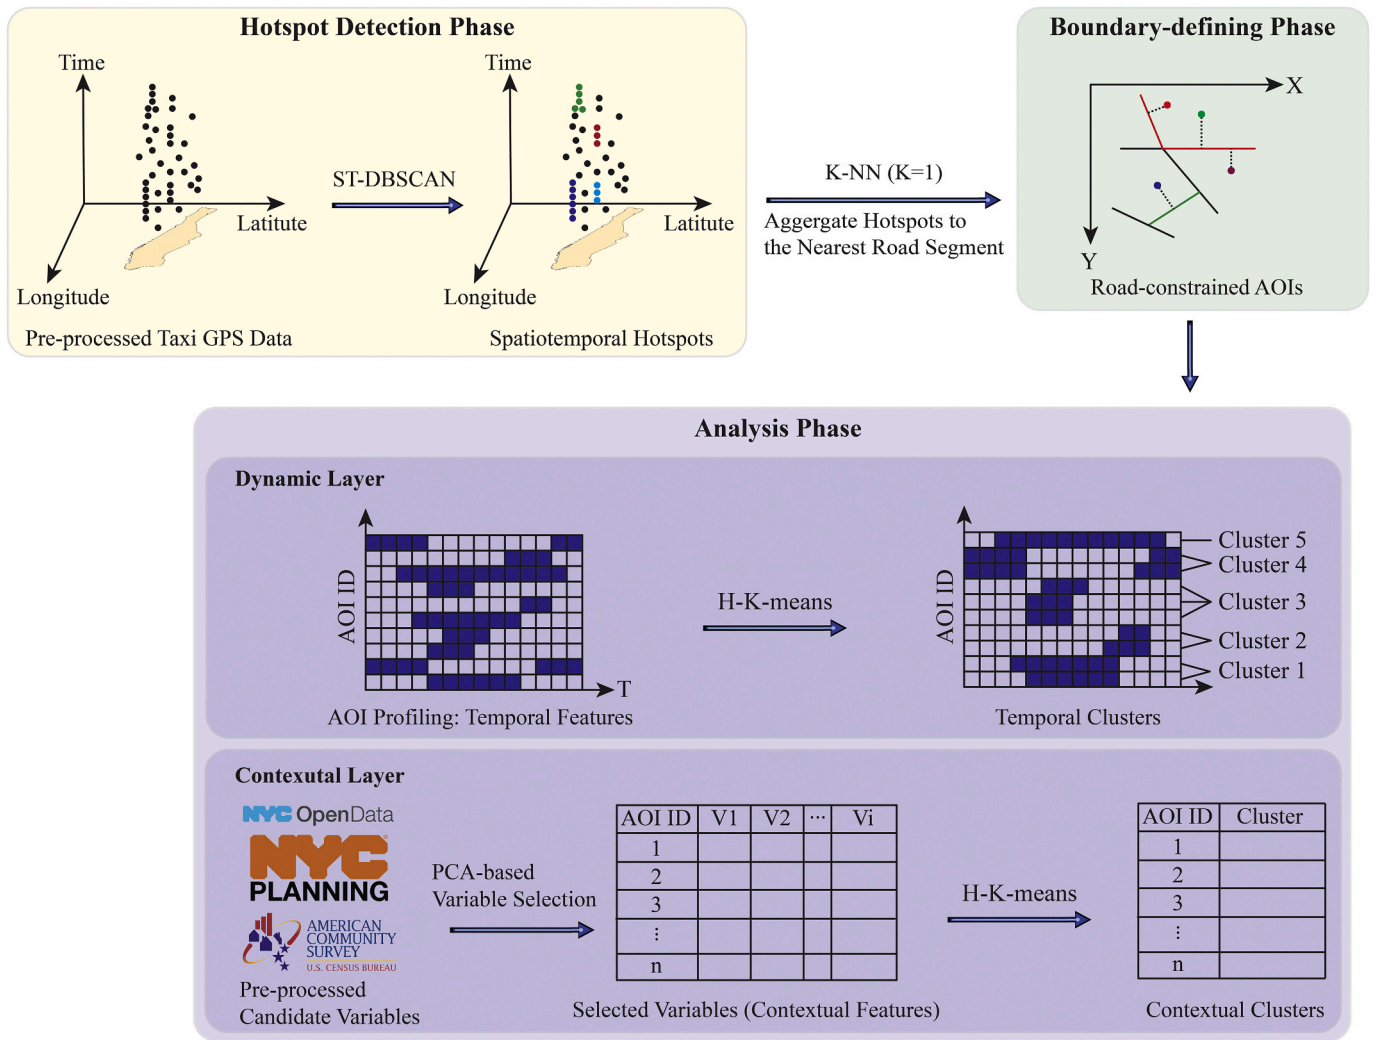 Hotspot Detection Phase
Time
Latitute
Longitude
Pre-processed Taxi GPS Data
ST-DBSCAN
Time
Latitute
Longitude
Spatiotemporal Hotspots
K-NN (K=1)
Aggergate Hotspots to
the Nearest Road Segment
Boundary-defining Phase
X
Y
Road-constrained AOIs
Analysis Phase
Dynamic Layer
AOI ID
T
AOI Profiling: Temporal Features
H-K-means
AOI ID
Cluster 5
Cluster 4
Cluster 3
Cluster 2
Cluster 1
Temporal Clusters
Contexutal Layer
NYC OpenData
NYC
PLANNING
AMERICAN
COMMUNITY
SURVEY
U.S. CENSUS BUREAU
Pre-processed
Candidate Variables
PCA-based
Variable Selection
AOI ID V1 V2 ... Vi
1
2
3
⋮
n
Selected Variables (Contextual Features)
H-K-means
AOI ID Cluster
1
2
3
⋮
n
Contextual Clusters